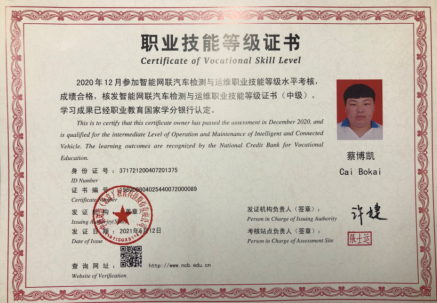 职业技能等级证书
Certificate of Vocational Skill Level
2020年12月参加智能网联汽车检测与运维职业技能等级水平考核,
成绩合格,核发智能网联汽车检测与运维职业技能等级证书(中级)。
学习成果已经职业教育国家学分银行认定。
This is to certify that this certificate owner has passed the assessment in December 2020, and
is qualified for the intermediate Level of Operation and Maintenance of Intelligent and Connected
Vehicle. The learning outcomes are recognized by the National Credit Bank for Vocational
Education.
蔡博凯
Cai Bokai
身份证号: 371721200407201375
ID Number
证书编号
Certificate Number
发证机构(签章):
Issuing Authority
发证机构负责人(签章):
Person in Charge of Issuing Authority
发证日期: 2021年 月12日
Date of Issue
考核站点负责人(签章):
Person in Charge of Assessment Site
查询网址: http://www.ncb.edu.cn
Website of Verification